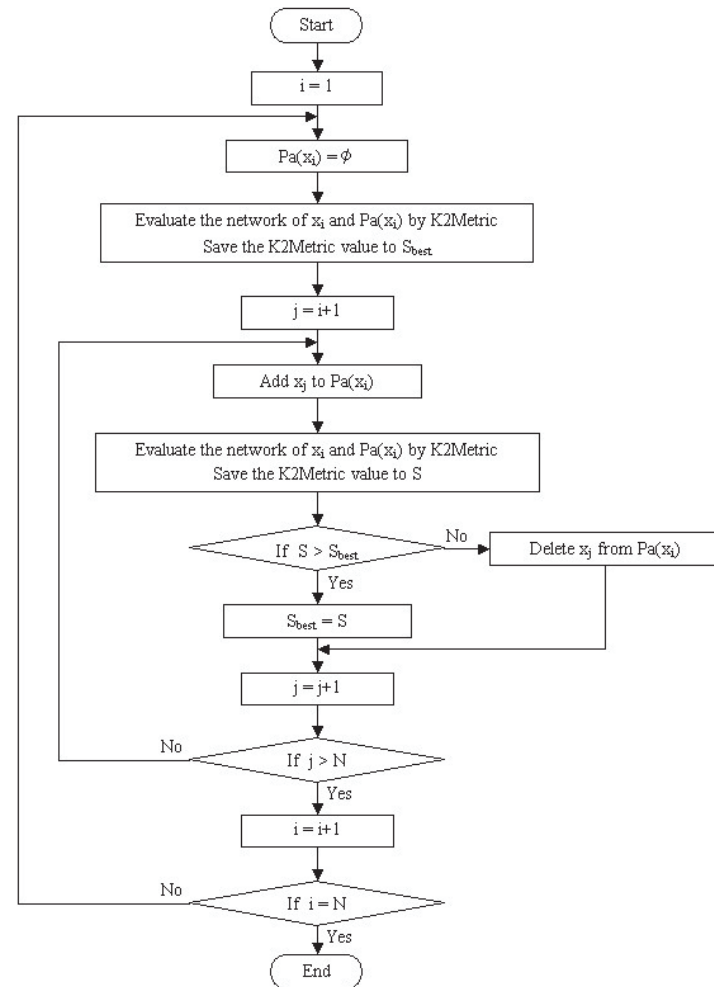 Start
i = 1
Pa(xᵢ) = ϕ
Evaluate the network of xᵢ and Pa(xᵢ) by K2Metric
Save the K2Metric value to S_best
j = i+1
Add xⱼ to Pa(xᵢ)
Evaluate the network of xᵢ and Pa(xᵢ) by K2Metric
Save the K2Metric value to S
If S > S_best
No
Delete xⱼ from Pa(xᵢ)
Yes
S_best = S
j = j+1
No
If j > N
Yes
i = i+1
No
If i = N
Yes
End